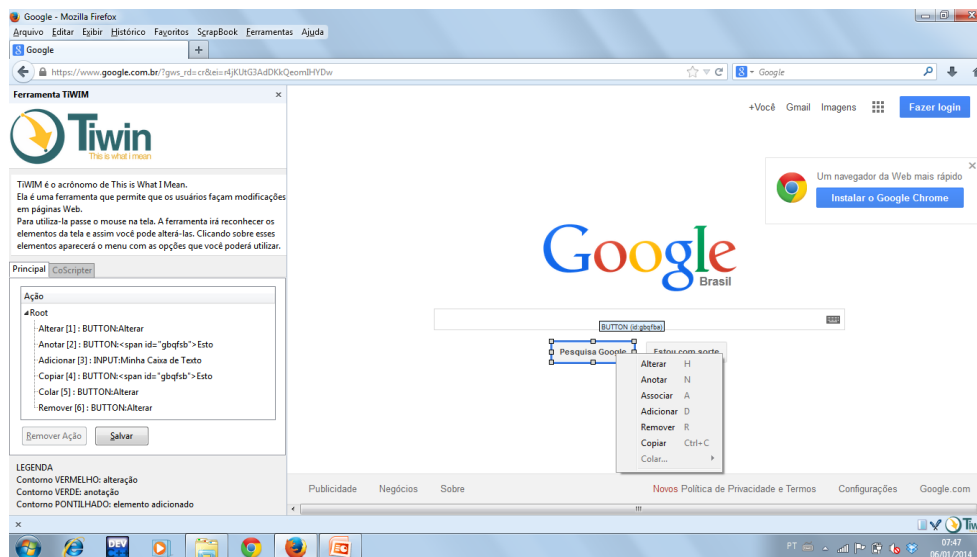 Google - Mozilla Firefox
Arquivo Editar Exibir Histórico Favoritos ScrapBook Ferramentas Ajuda
Google
https://www.google.com.br/?gws_rd=cr&ei=r4jKUtG3AdDKkQeomIHYDw
Google
Ferramenta TiWIM
Tiwin
This is what I mean
TiWIM é o acrônomo de This is What I Mean.
Ela é uma ferramenta que permite que os usuários façam modificações
em páginas Web.
Para utiliza-la passe o mouse na tela. A ferramenta irá reconhecer os
elementos da tela e assim você pode alterá-las. Clicando sobre esses
elementos aparecerá o menu com as opções que você poderá utilizar.
Principal CoScripter
Ação
Root
Alterar [1] : BUTTON:Alterar
Anotar [2] : BUTTON:<span id="gbqfsb">Esto
Adicionar [3] : INPUT:Minha Caixa de Texto
Copiar [4] : BUTTON:<span id="gbqfsb">Esto
Colar [5] : BUTTON:Alterar
Remover [6] : BUTTON:Alterar
Remover Ação Salvar
LEGENDA
Contorno VERMELHO: alteração
Contorno VERDE: anotação
Contorno PONTILHADO: elemento adicionado
+Você Gmail Imagens Fazer login
Um navegador da Web mais rápido
Instalar o Google Chrome
Google
Brasil
BUTTON (id:gbqfba)
Pesquisa Google Estou com sorte
Alterar H
Anotar N
Associar A
Adicionar D
Remover R
Copiar Ctrl+C
Colar...
Publicidade Negócios Sobre Novos Política de Privacidade e Termos Configurações Google.com
Tiw
DEV
PT 07:47
06/01/2014